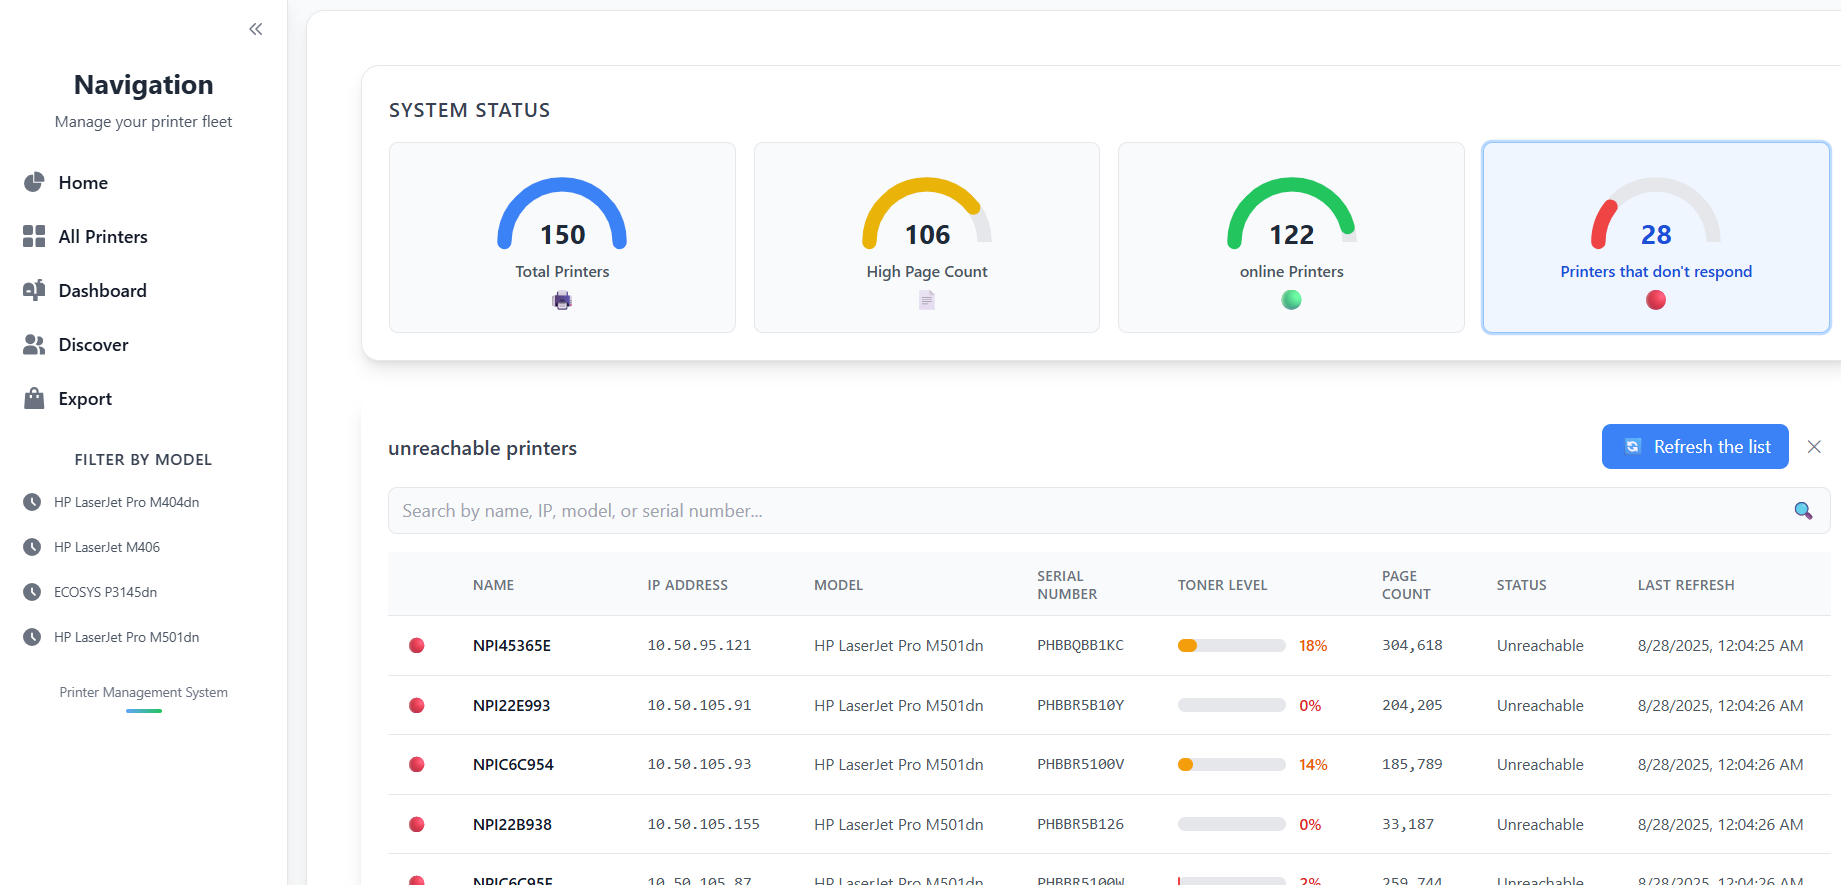 Navigation
Manage your printer fleet
Home
All Printers
Dashboard
Discover
Export
FILTER BY MODEL
HP LaserJet Pro M404dn
HP LaserJet M406
ECOSYS P3145dn
HP LaserJet Pro M501dn
Printer Management System
SYSTEM STATUS
150
Total Printers
106
High Page Count
122
online Printers
28
Printers that don't respond
unreachable printers
Refresh the list
Search by name, IP, model, or serial number...
NAME IP ADDRESS MODEL SERIAL NUMBER TONER LEVEL PAGE COUNT STATUS LAST REFRESH
NPI45365E 10.50.95.121 HP LaserJet Pro M501dn PHBBQBB1KC 18% 304,618 Unreachable 8/28/2025, 12:04:25 AM
NPI22E993 10.50.105.91 HP LaserJet Pro M501dn PHBBR5B10Y 0% 204,205 Unreachable 8/28/2025, 12:04:26 AM
NPIC6C954 10.50.105.93 HP LaserJet Pro M501dn PHBBR5100V 14% 185,789 Unreachable 8/28/2025, 12:04:26 AM
NPI22B938 10.50.105.155 HP LaserJet Pro M501dn PHBBR5B126 0% 33,187 Unreachable 8/28/2025, 12:04:26 AM
NPIC6C95F 10.50.105.87 HP LaserJet Pro M501dn PHBBR5100W 2% 259,744 Unreachable 8/28/2025, 12:04:26 AM